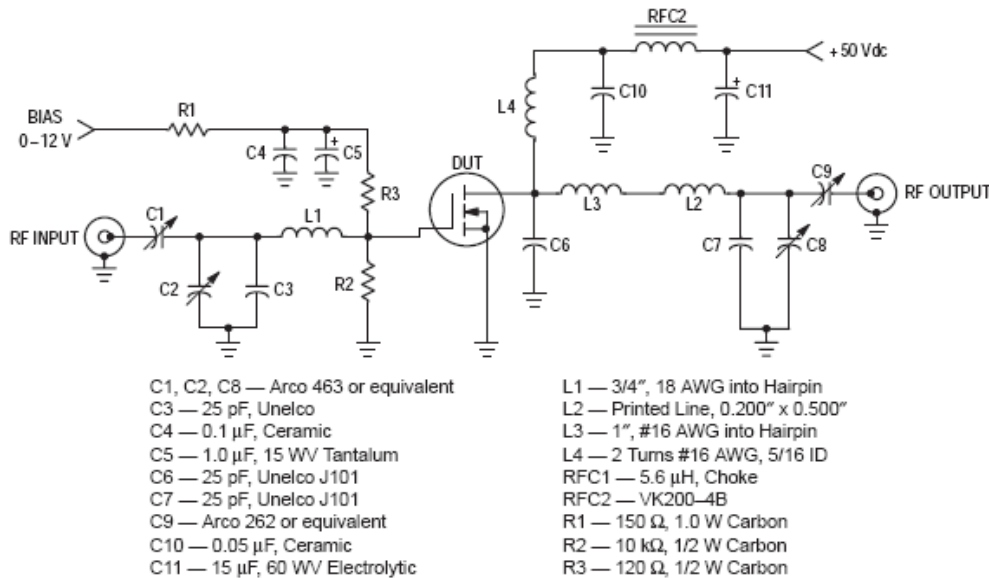 RFC2
+ 50 Vdc
C10
C11
L4
BIAS
0–12 V
R1
C4
+
C5
R3
DUT
+
C9
RF OUTPUT
L3
L2
C1
L1
RF INPUT
C2
C3
R2
C6
C7
C8
C1, C2, C8 — Arco 463 or equivalent
C3 — 25 pF, Unelco
C4 — 0.1 µF, Ceramic
C5 — 1.0 µF, 15 WV Tantalum
C6 — 25 pF, Unelco J101
C7 — 25 pF, Unelco J101
C9 — Arco 262 or equivalent
C10 — 0.05 µF, Ceramic
C11 — 15 µF, 60 WV Electrolytic
L1 — 3/4″, 18 AWG into Hairpin
L2 — Printed Line, 0.200″ x 0.500″
L3 — 1″, #16 AWG into Hairpin
L4 — 2 Turns #16 AWG, 5/16 ID
RFC1 — 5.6 µH, Choke
RFC2 — VK200–4B
R1 — 150 Ω, 1.0 W Carbon
R2 — 10 kΩ, 1/2 W Carbon
R3 — 120 Ω, 1/2 W Carbon